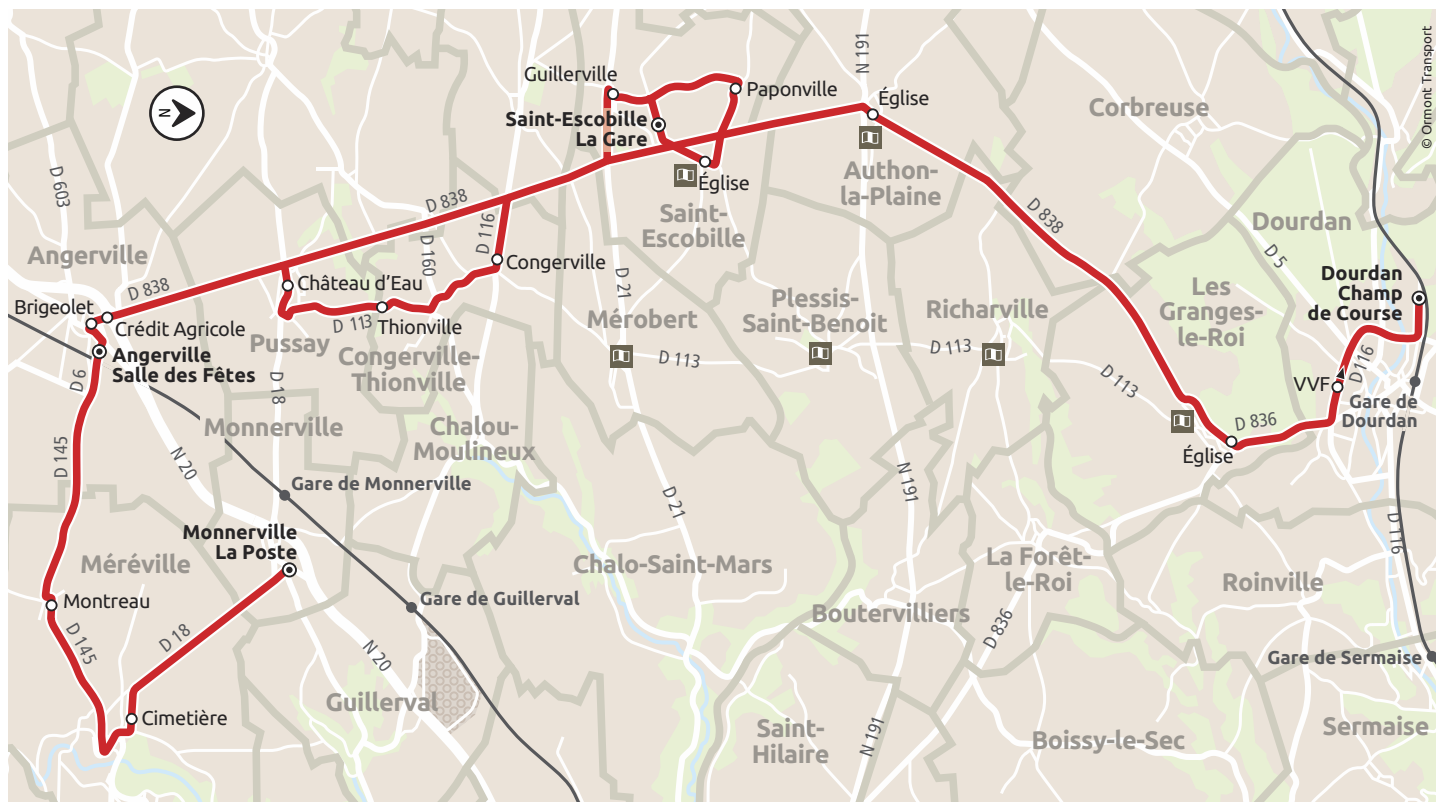 © Ormont Transport
N 191
Guillerville
Paponville
Église
Corbreuse
Saint-Escobille
La Gare
N
D 603
Authon-
la-Plaine
Église
D 838
D 838
Saint-
Escobille
Dourdan
D 116
D 160
D 5
Angerville
Congerville
Dourdan
Champ
de Course
D 21
Château d’Eau
D 838
Les
Granges-
le-Roi
Plessis-
Saint-Benoit
Richarville
Brigeolet
Crédit Agricole
Mérobert
D 113
Thionville
Pussay
D 113
D 113
D 113
Angerville
Salle des Fêtes
Congerville-
Thionville
D 116
VVF
Gare de
Dourdan
D 6
D 18
D 836
Monnerville
Chalou-
Moulineux
Église
D 145
N 20
N 191
Gare de Monnerville
D 21
D 116
Monnerville
La Poste
Méréville
Chalo-Saint-Mars
La Forêt-
le-Roi
Roinville
Montreau
Gare de Guillerval
Boutervilliers
D 145
D 18
D 836
N 20
Gare de Sermaise
Guillerval
Cimetière
Saint-
Hilaire
N 191
Boissy-le-Sec
Sermaise